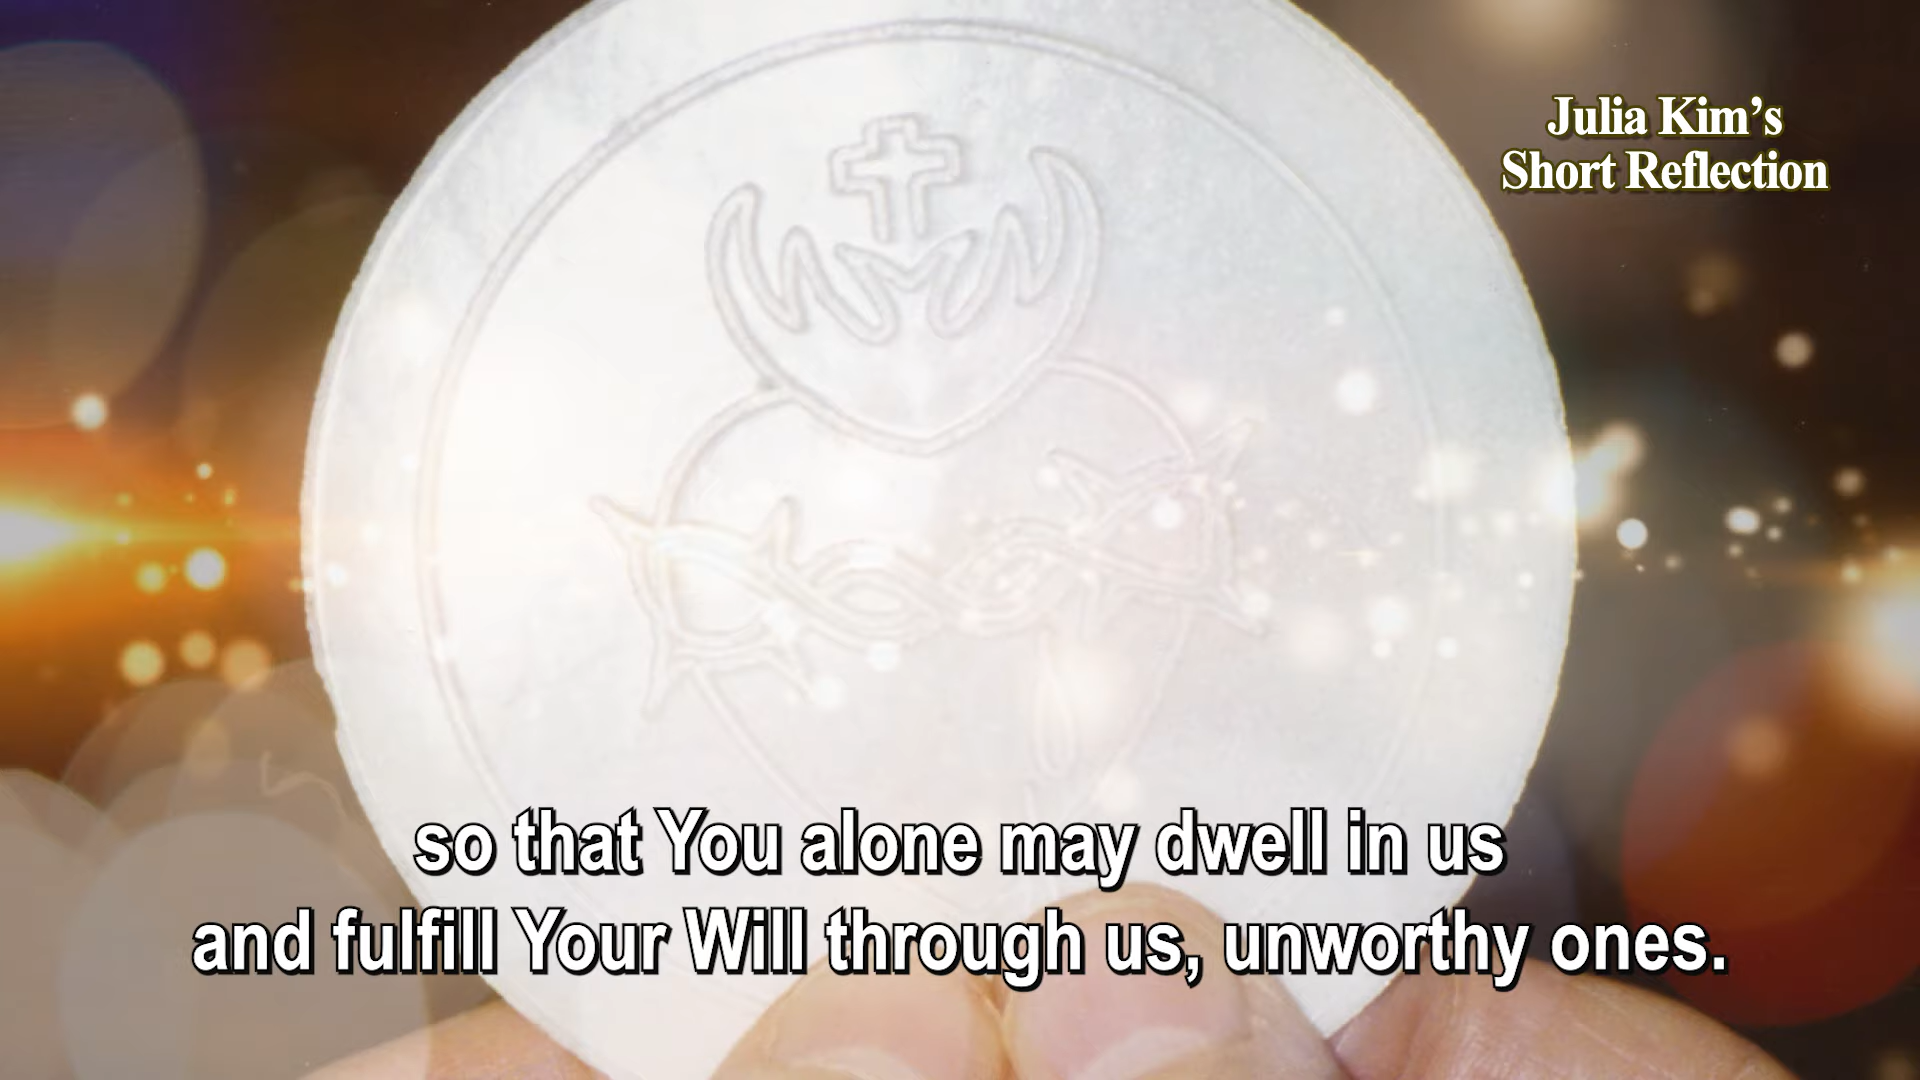 Julia Kim’s
Short Reflection
so that You alone may dwell in us
and fulfill Your Will through us, unworthy ones.